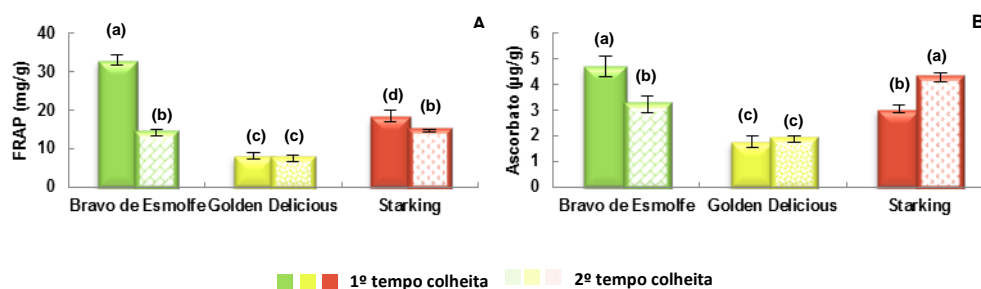 A
FRAP (mg/g)
40
30
20
10
0
(a)
(b)
(c)
(c)
(d)
(b)
Bravo de Esmolfe Golden Delicious Starking
B
Ascorbato (µg/g)
6
5
4
3
2
1
0
(a)
(b)
(c)
(c)
(b)
(a)
Bravo de Esmolfe Golden Delicious Starking
1º tempo colheita 2º tempo colheita